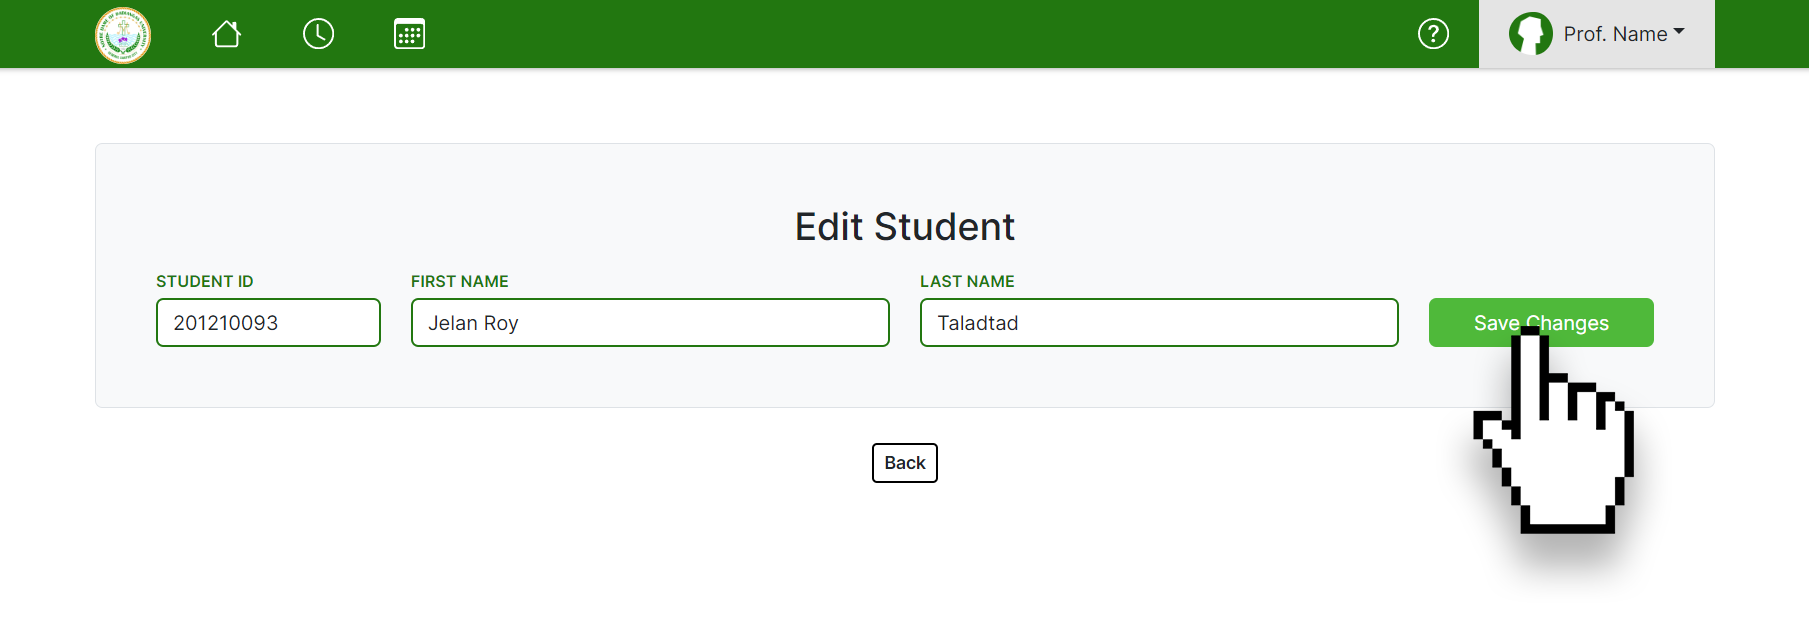 Prof. Name
Edit Student
STUDENT ID
FIRST NAME
LAST NAME
201210093
Jelan Roy
Taladtad
Save Changes
Back